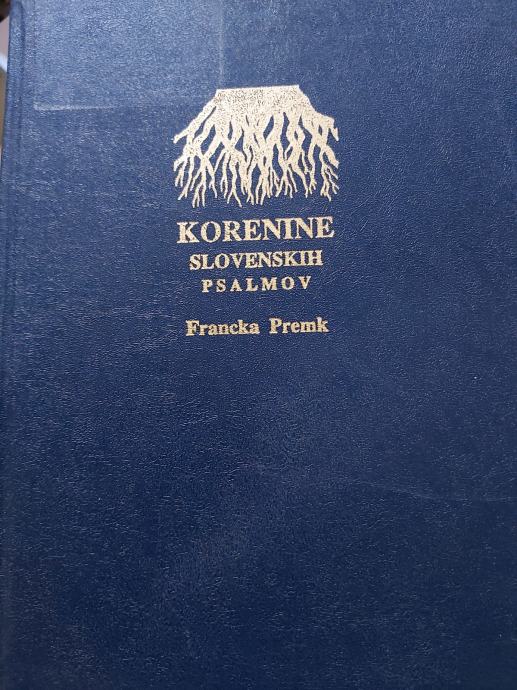 KORENINE
SLOVENSKIH
PSALMOV
Francka Premk